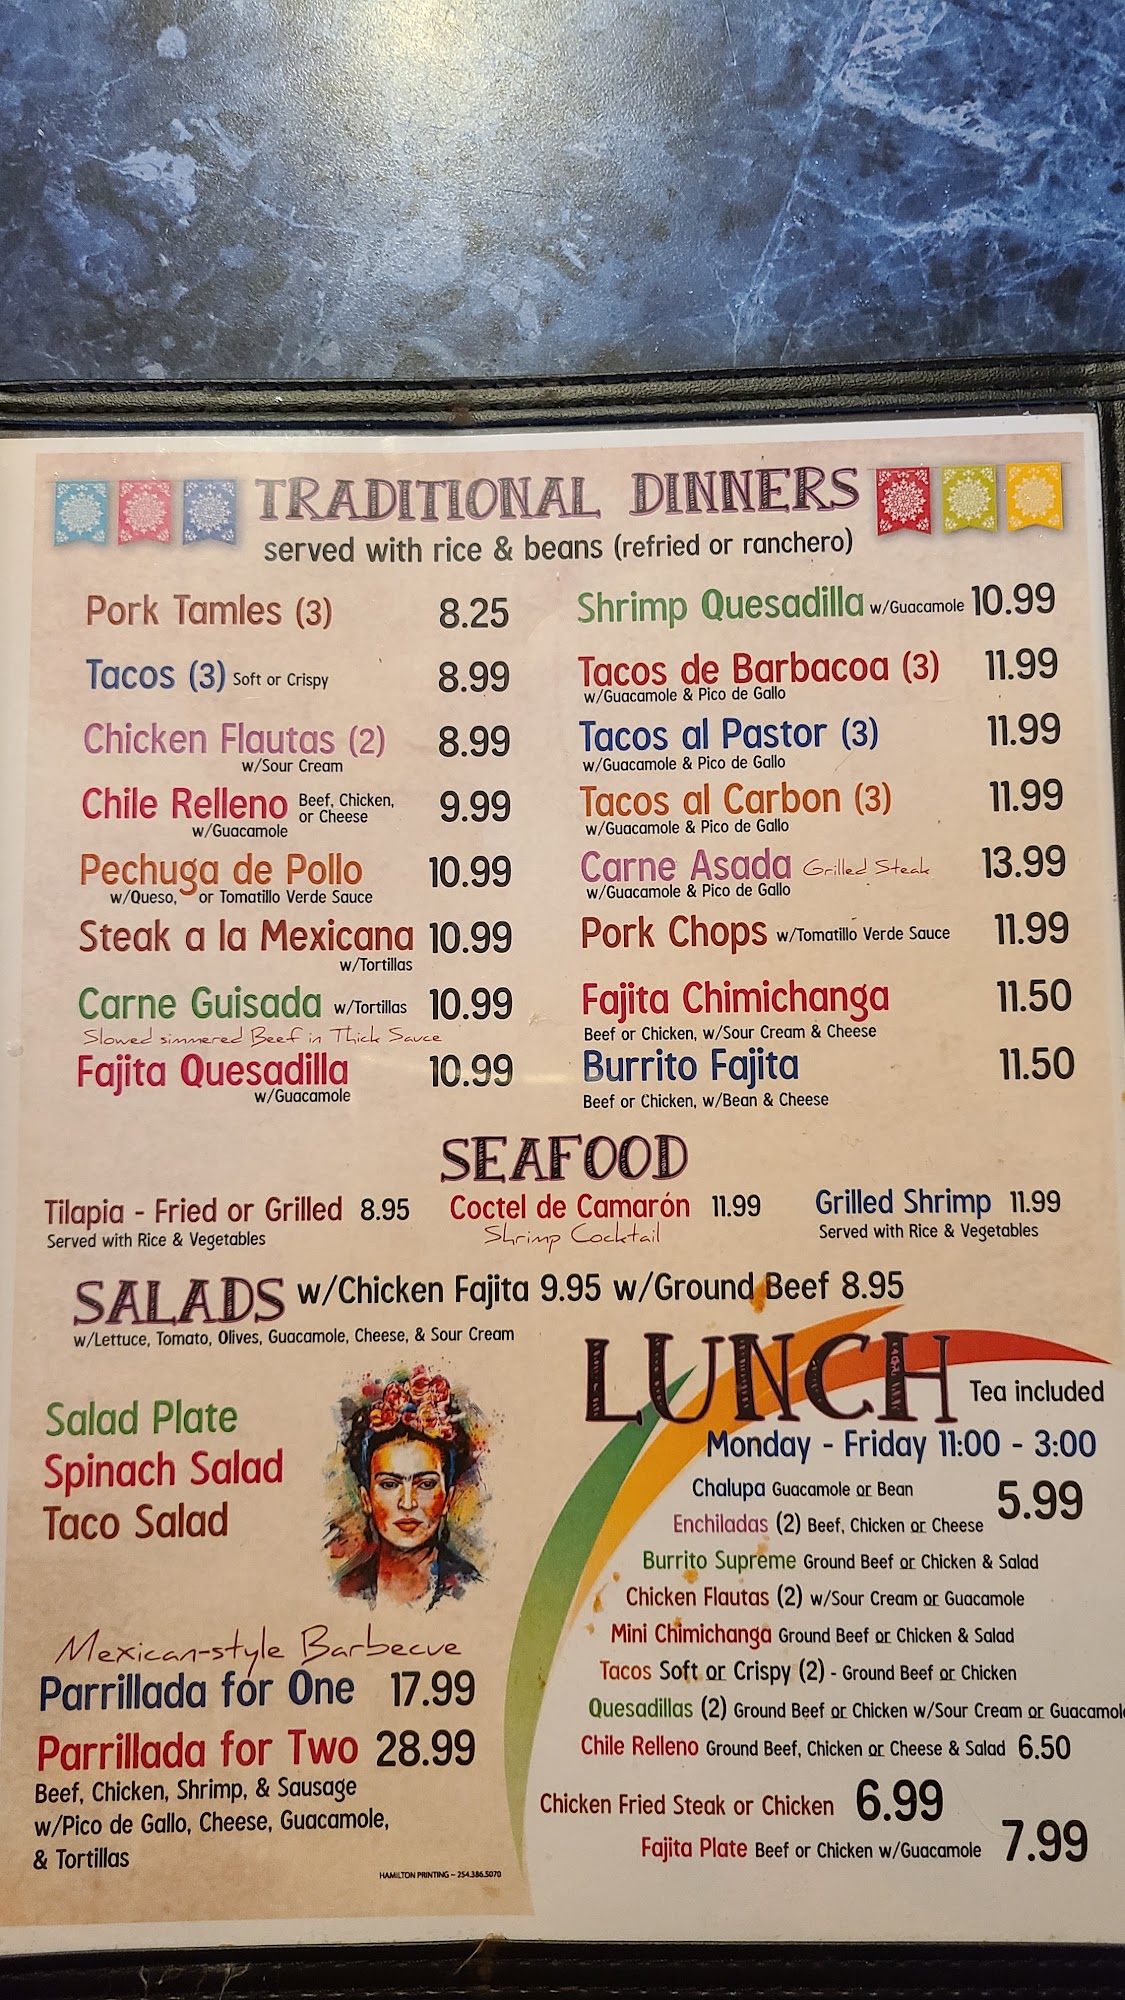 TRADITIONAL DINNERS
served with rice & beans (refried or ranchero)
Pork Tamles (3) 8.25
Tacos (3) Soft or Crispy 8.99
Chicken Flautas (2) 8.99
w/Sour Cream
Chile Relleno Beef, Chicken, or Cheese 9.99
w/Guacamole
Pechuga de Pollo 10.99
w/Queso, or Tomatillo Verde Sauce
Steak a la Mexicana 10.99
w/Tortillas
Carne Guisada w/Tortillas 10.99
Slowed simmered Beef in Thick Sauce
Fajita Quesadilla 10.99
w/Guacamole
Shrimp Quesadilla w/Guacamole 10.99
Tacos de Barbacoa (3) 11.99
w/Guacamole & Pico de Gallo
Tacos al Pastor (3) 11.99
w/Guacamole & Pico de Gallo
Tacos al Carbon (3) 11.99
w/Guacamole & Pico de Gallo
Carne Asada Grilled Steak 13.99
w/Guacamole & Pico de Gallo
Pork Chops w/Tomatillo Verde Sauce 11.99
Fajita Chimichanga 11.50
Beef or Chicken, w/Sour Cream & Cheese
Burrito Fajita 11.50
Beef or Chicken, w/Bean & Cheese
SEAFOOD
Tilapia - Fried or Grilled 8.95
Served with Rice & Vegetables
Coctel de Camarón 11.99
Shrimp Cocktail
Grilled Shrimp 11.99
Served with Rice & Vegetables
SALADS w/Chicken Fajita 9.95 w/Ground Beef 8.95
w/Lettuce, Tomato, Olives, Guacamole, Cheese, & Sour Cream
Salad Plate
Spinach Salad
Taco Salad
Mexican-style Barbecue
Parrillada for One 17.99
Parrillada for Two 28.99
Beef, Chicken, Shrimp, & Sausage
w/Pico de Gallo, Cheese, Guacamole,
& Tortillas
HAMILTON PRINTING ~ 254.386.5070
LUNCH Tea included
Monday - Friday 11:00 - 3:00
Chalupa Guacamole or Bean 5.99
Enchiladas (2) Beef, Chicken or Cheese
Burrito Supreme Ground Beef or Chicken & Salad
Chicken Flautas (2) w/Sour Cream or Guacamole
Mini Chimichanga Ground Beef or Chicken & Salad
Tacos Soft or Crispy (2) - Ground Beef or Chicken
Quesadillas (2) Ground Beef or Chicken w/Sour Cream or Guacamol
Chile Relleno Ground Beef, Chicken or Cheese & Salad 6.50
Chicken Fried Steak or Chicken 6.99
Fajita Plate Beef or Chicken w/Guacamole 7.99